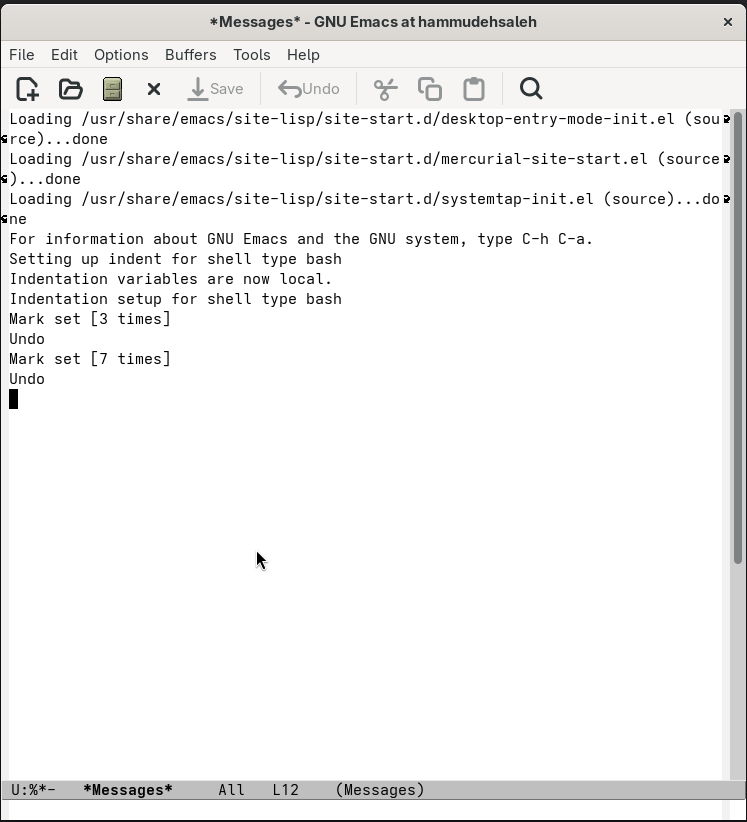 *Messages* - GNU Emacs at hammudehsaleh
File Edit Options Buffers Tools Help
Save Undo
Loading /usr/share/emacs/site-lisp/site-start.d/desktop-entry-mode-init.el (sou
rce)...done
Loading /usr/share/emacs/site-lisp/site-start.d/mercurial-site-start.el (source
)...done
Loading /usr/share/emacs/site-lisp/site-start.d/systemtap-init.el (source)...do
ne
For information about GNU Emacs and the GNU system, type C-h C-a.
Setting up indent for shell type bash
Indentation variables are now local.
Indentation setup for shell type bash
Mark set [3 times]
Undo
Mark set [7 times]
Undo
U:%*- *Messages* All L12 (Messages)